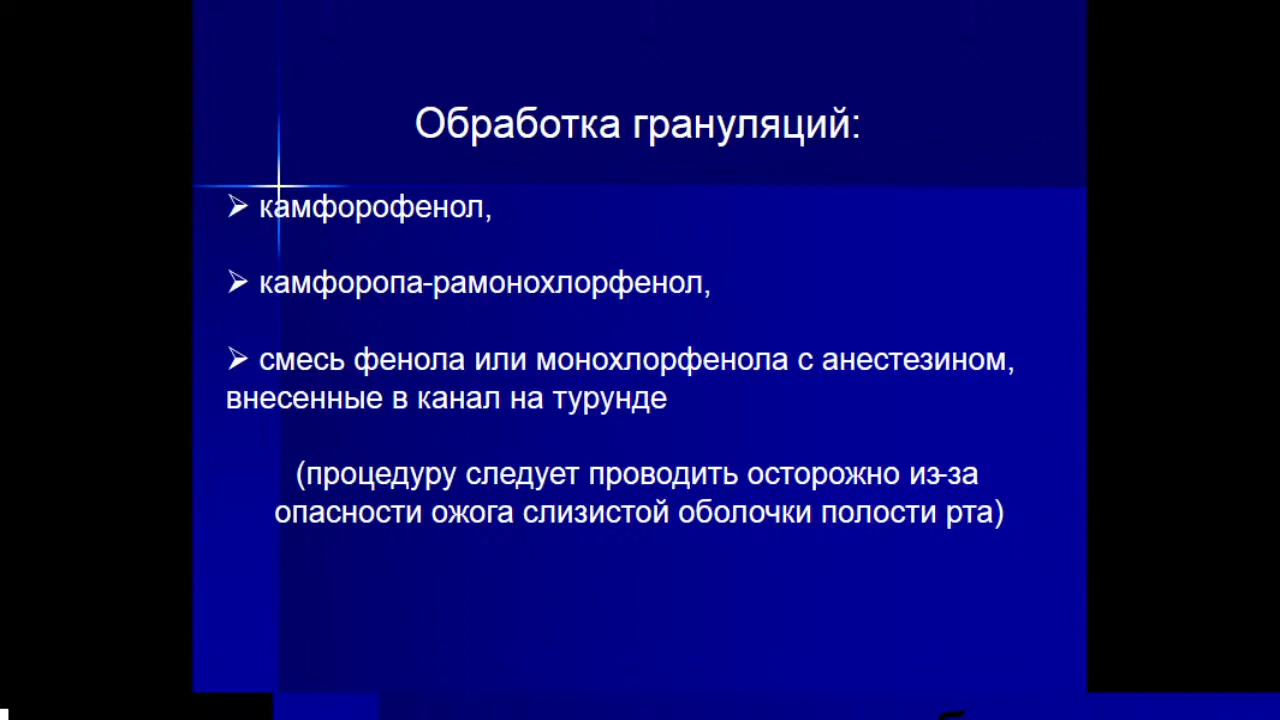 Обработка грануляций:
камфорофенол,
камфоропа-рамонохлорфенол,
смесь фенола или монохлорфенола с анестезином,
внесенные в канал на турунде
(процедуру следует проводить осторожно из-за
опасности ожога слизистой оболочки полости рта)